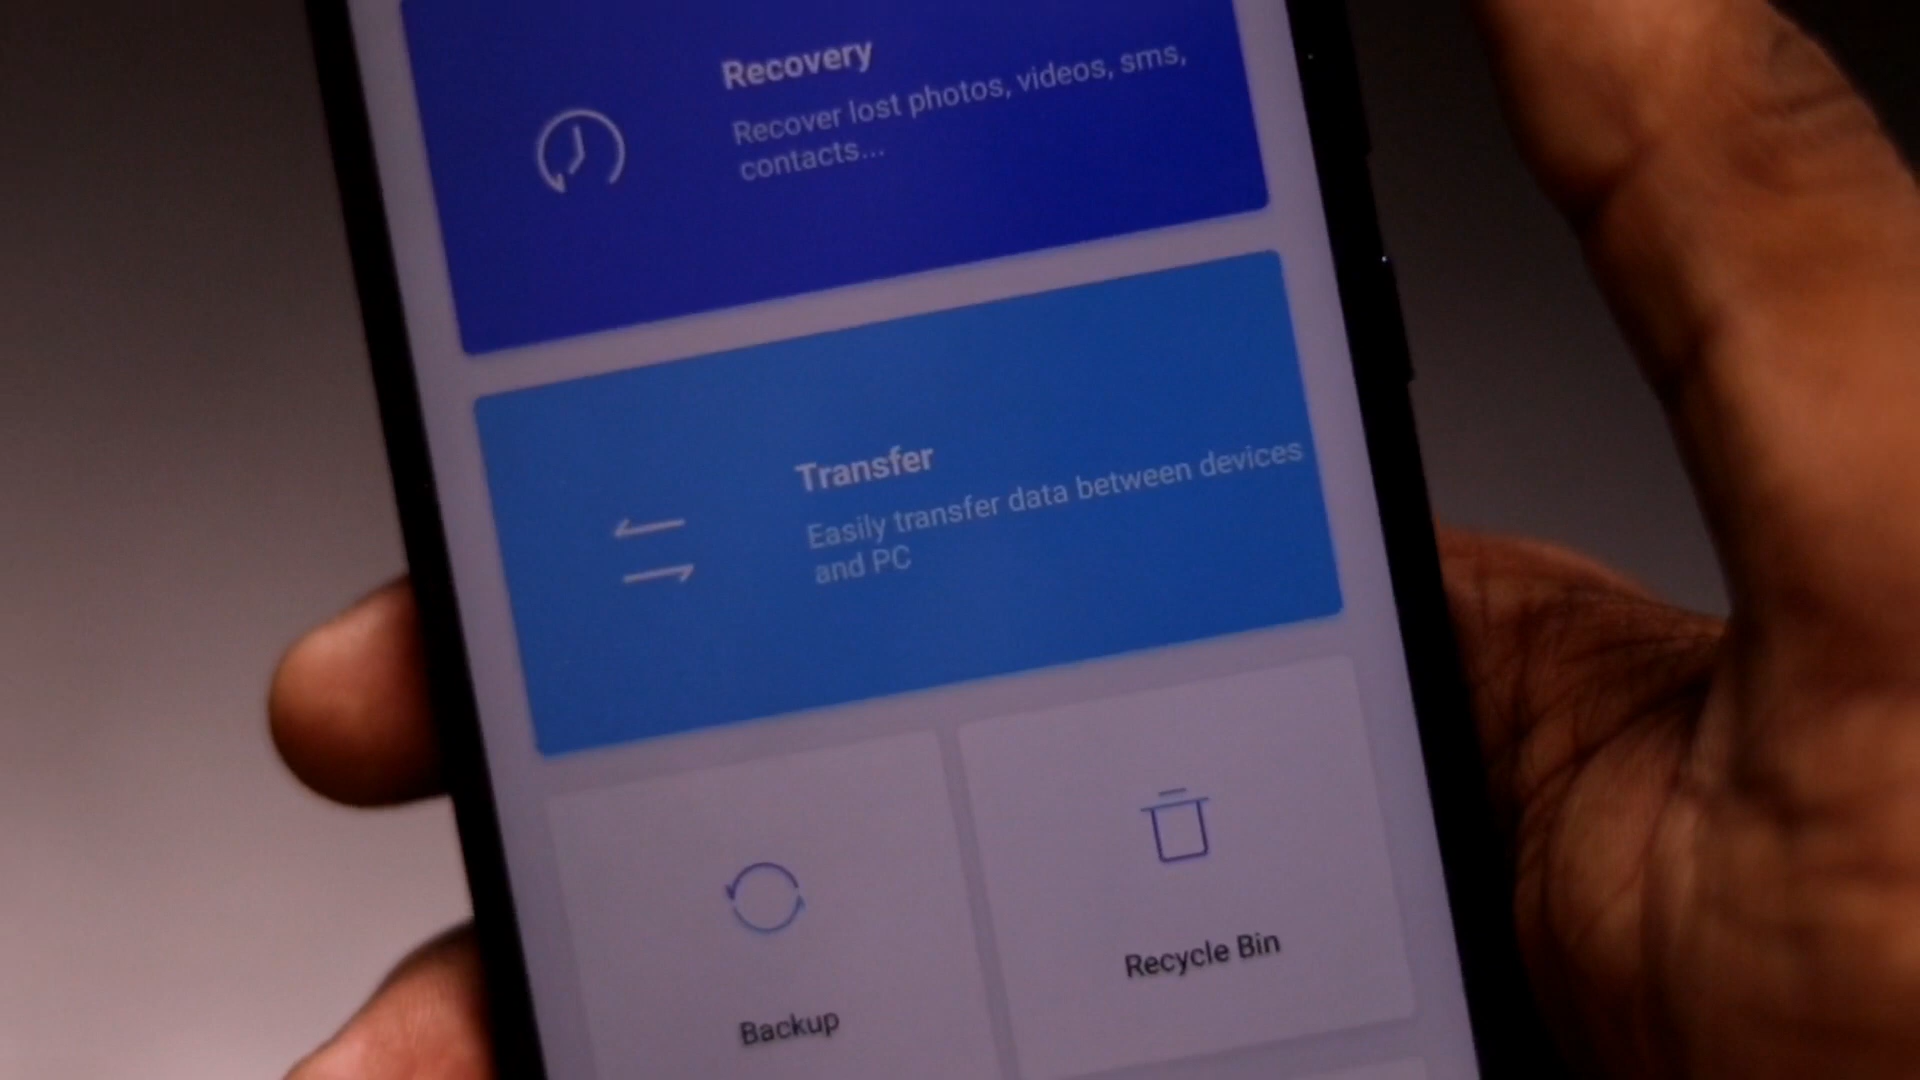 Recovery
Recover lost photos, videos, sms,
contacts...
Transfer
Easily transfer data between devices
and PC
Backup
Recycle Bin